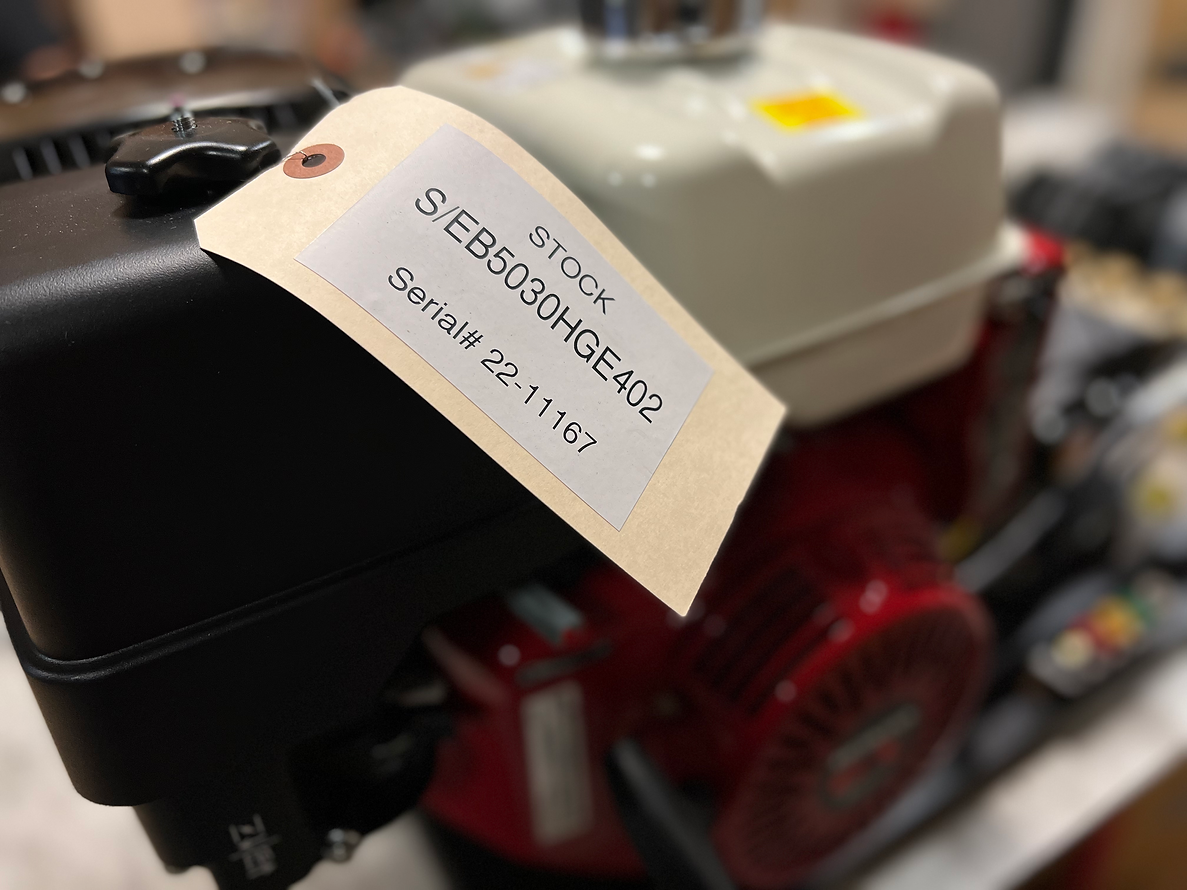 STOCK
S/EB5030HGE402
Serial# 22-11167